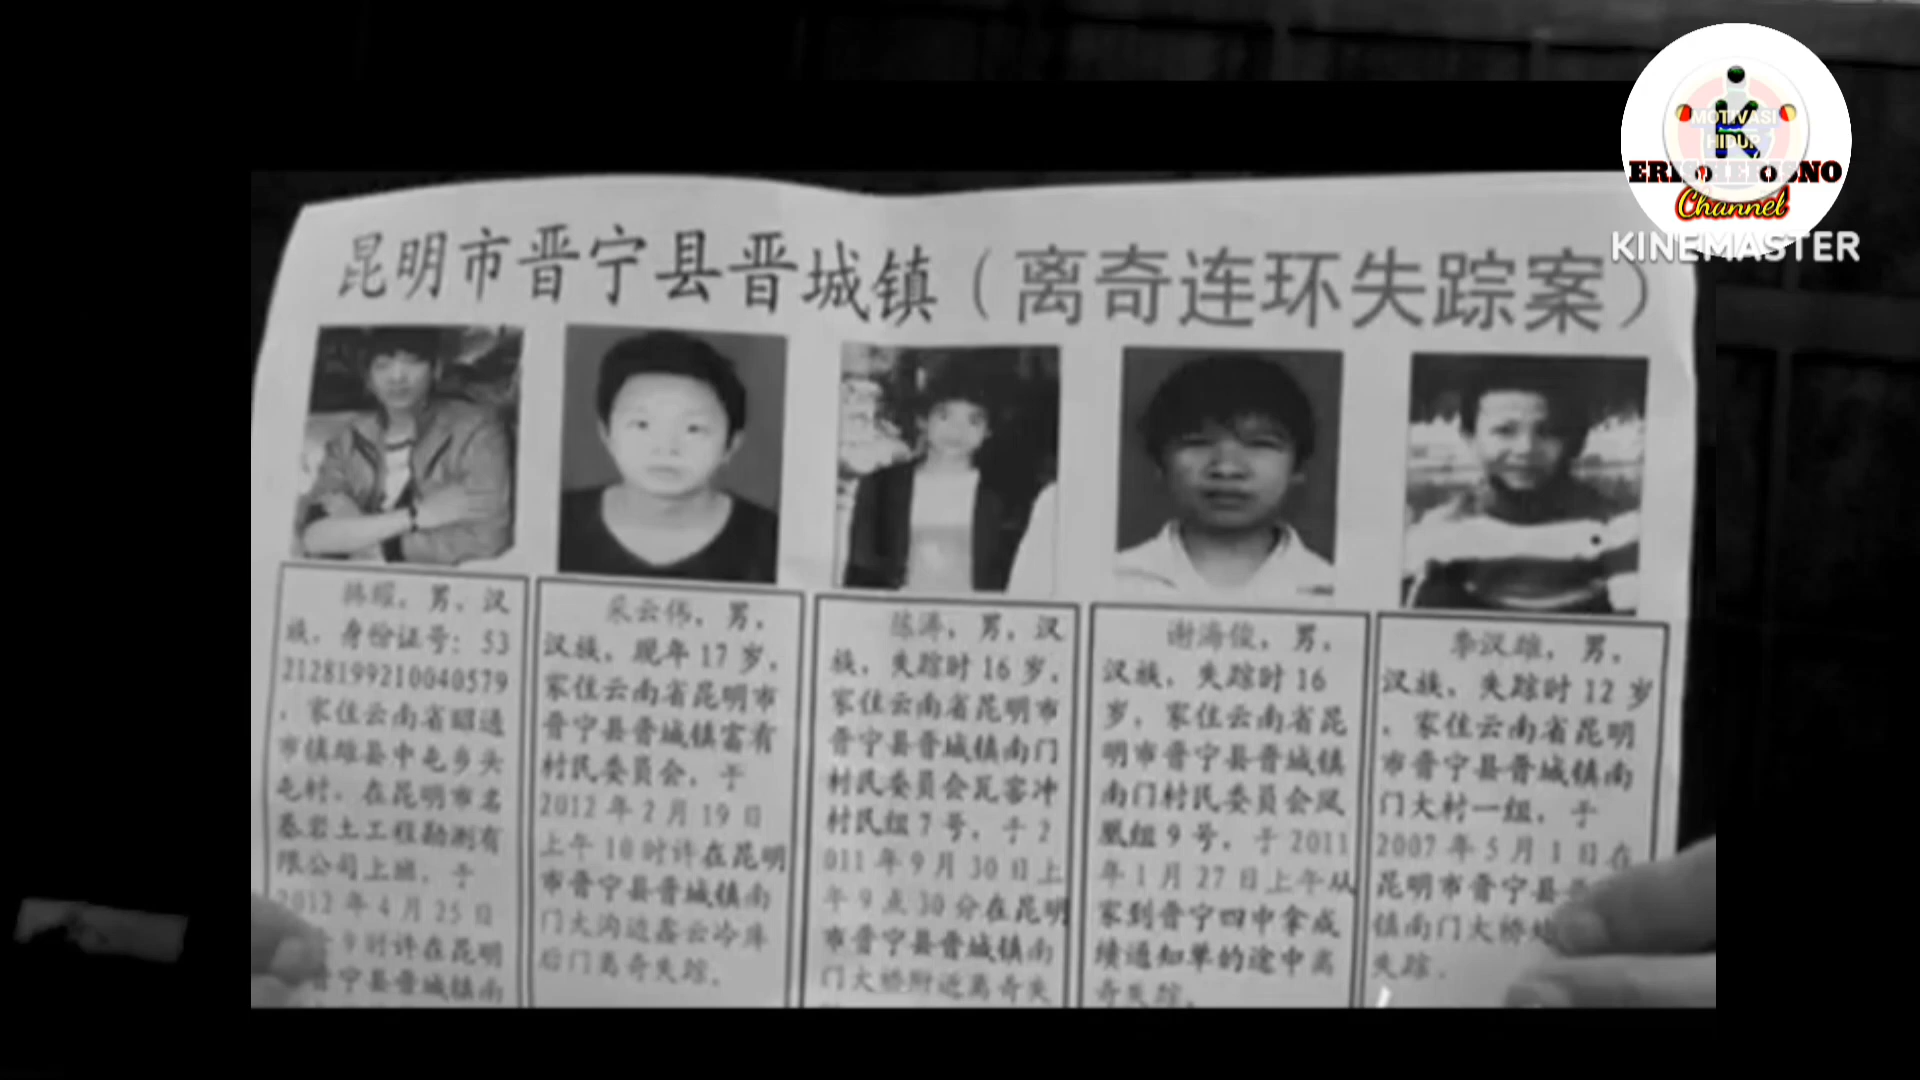 MOTIVASI
HIDUP
Channel
KINEMASTER
昆明市晋宁县晋城镇（离奇连环失踪案）
韩耀，男，汉
族，身份证号：53
2128199210040579
，家住云南省昭通
市镇雄县中屯乡头
屯村，在昆明市名
基岩土工程勘测有
限公司上班，于
2012年4月25日
9时许在昆明
晋宁县晋城镇南
采云伟，男，
汉族，现年17岁，
家住云南省昆明市
晋宁县晋城镇富有
村民委员会，于
2012年2月19日
上午10时许在昆明
市晋宁县晋城镇南
门大沟边鑫云冷库
后门离奇失踪．
陈涛，男，汉
族，失踪时16岁，
家住云南省昆明市
晋宁县晋城镇南门
村民委员会瓦窑冲
村民组7号，于2
011年9月30日上
午9点30分在昆明
市晋宁县晋城镇南
门大桥附近离奇失
谢海俊，男，
汉族，失踪时16
岁，家住云南省昆
明市晋宁县晋城镇
南门村民委员会凤
凰组9号，于2011
年1月27日上午从
家到晋宁四中拿成
绩通知单的途中离
奇失踪．
李汉雄，男，
汉族，失踪时12岁
，家住云南省昆明
市晋宁县晋城镇南
门大村一组，于
2007年5月1日在
昆明市晋宁县
镇南门大桥
失踪．